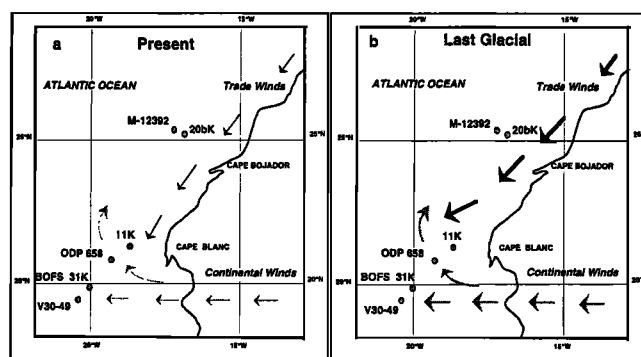 20°W 15°W
a Present
ATLANTIC OCEAN
Trade Winds
M-12392
20bK
25°N
CAPE BOJADOR
11K
ODP 658
CAPE BLANC
BOFS 31K
Continental Winds
20°N
V30-49
20°W 15°W
20°W 15°W
b Last Glacial
ATLANTIC OCEAN
Trade Winds
M-12392
20bK
25°N
CAPE BOJADOR
11K
ODP 658
CAPE BLANC
BOFS 31K
Continental Winds
20°N
V30-49
20°W 15°W